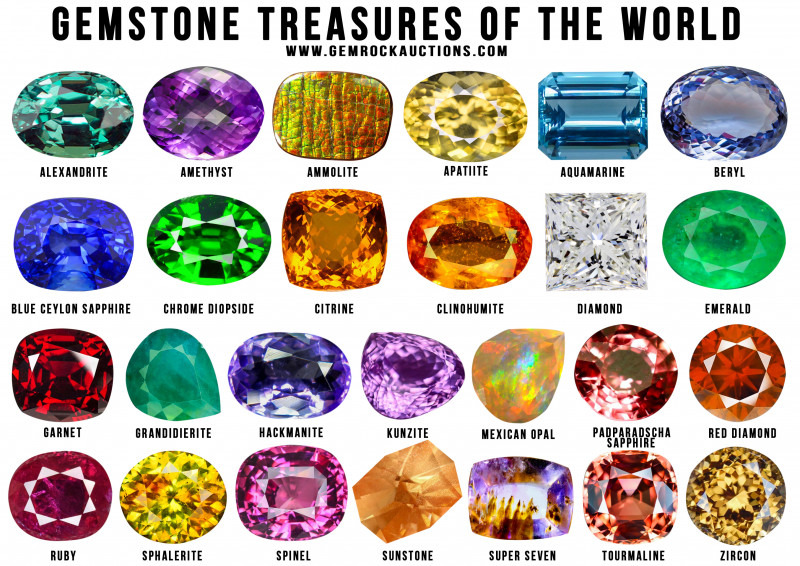 GEMSTONE TREASURES OF THE WORLD
WWW.GEMROCKAUCTIONS.COM
ALEXANDRITE
AMETHYST
AMMOLITE
APATIITE
AQUAMARINE
BERYL
BLUE CEYLON SAPPHIRE
CHROME DIOPSIDE
CITRINE
CLINOHUMITE
DIAMOND
EMERALD
GARNET
GRANDIDIERITE
HACKMANITE
KUNZITE
MEXICAN OPAL
PADPARADSCHA
SAPPHIRE
RED DIAMOND
RUBY
SPHALERITE
SPINEL
SUNSTONE
SUPER SEVEN
TOURMALINE
ZIRCON